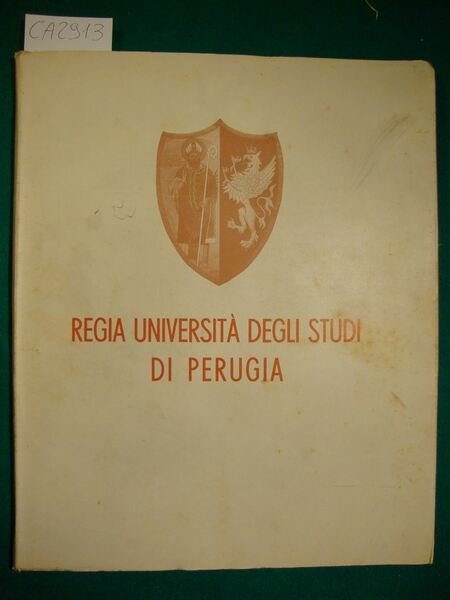 CA2913
REGIA UNIVERSITÀ DEGLI STUDI
DI PERUGIA